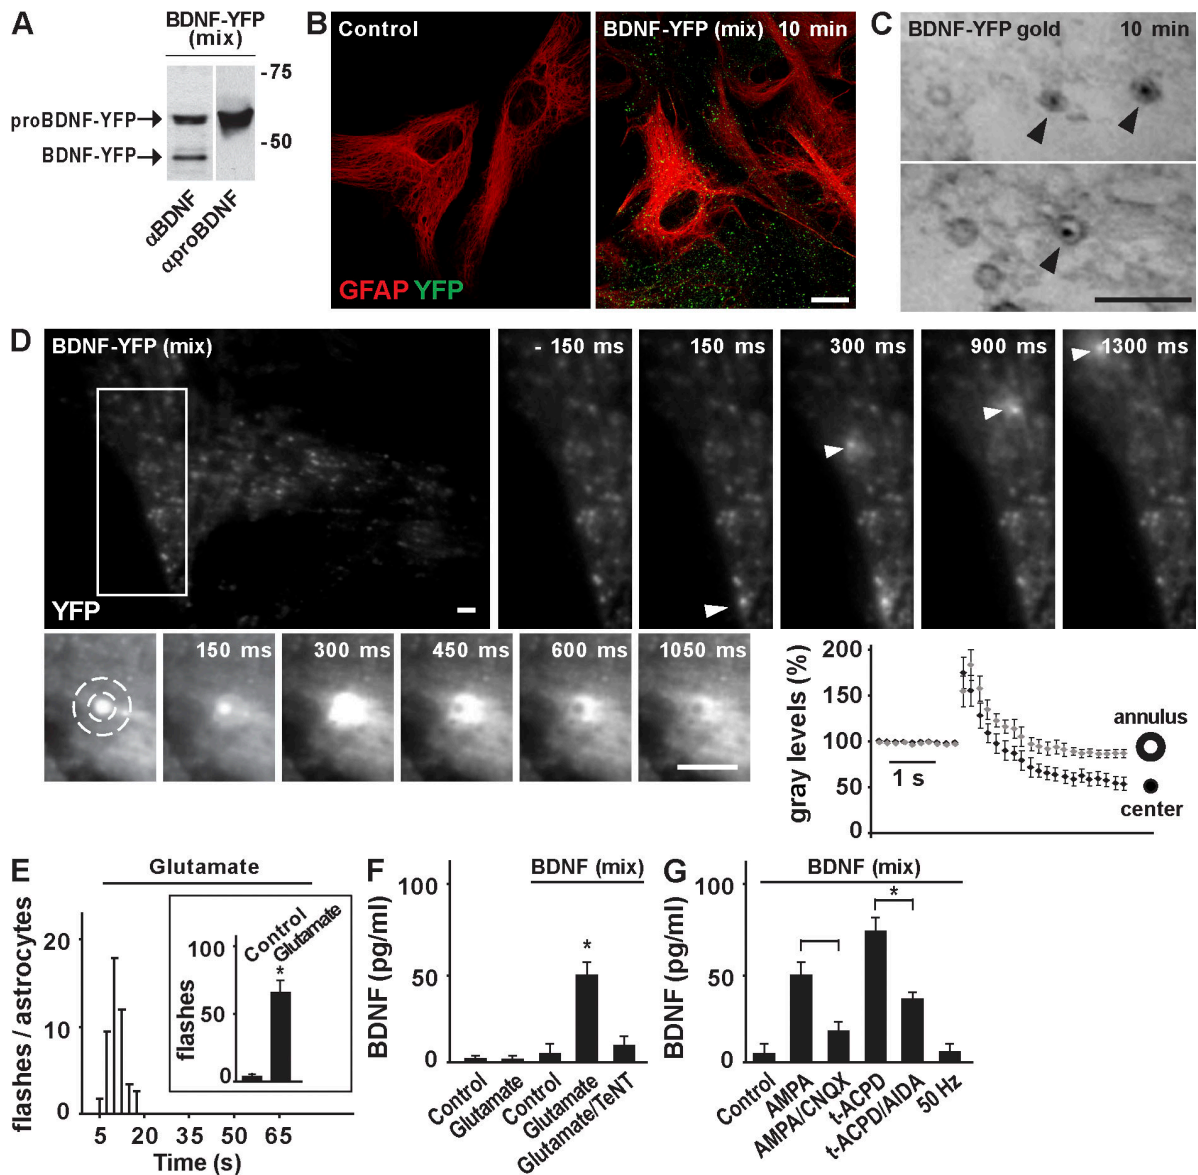 A
BDNF-YFP
(mix)
-75
proBDNF-YFP
-50
BDNF-YFP
αBDNF
αproBDNF
B
Control
BDNF-YFP (mix) 10 min
GFAP YFP
C
BDNF-YFP gold 10 min
D
BDNF-YFP (mix)
YFP
- 150 ms
150 ms
300 ms
900 ms
1300 ms
150 ms
300 ms
450 ms
600 ms
1050 ms
gray levels (%)
200
150
100
50
0
1 s
annulus
center
E
Glutamate
flashes / astrocytes
20
10
0
5 20 35 50 65
Time (s)
flashes
100
50
0
Control
Glutamate
*
F
BDNF (mix)
BDNF (pg/ml)
100
50
0
*
Control
Glutamate
Control
Glutamate
Glutamate/TeNT
G
BDNF (mix)
BDNF (pg/ml)
100
50
0
*
Control
AMPA
AMPA/CNQX
t-ACPD
t-ACPD/AIDA
50 Hz